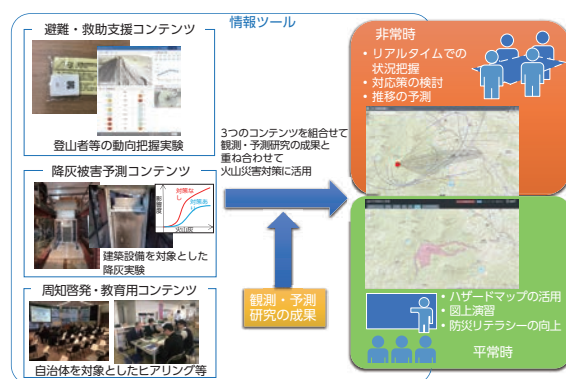 情報ツール
避難・救助支援コンテンツ
登山者等の動向把握実験
降灰被害予測コンテンツ
影響度
対策な
し
対策あ
り
火山灰
建築設備を対象とした
降灰実験
周知啓発・教育用コンテンツ
自治体を対象としたヒアリング等
3つのコンテンツを組合せて
観測・予測研究の成果と
重ね合わせて
火山災害対策に活用
観測・予測
研究の成果
非常時
• リアルタイムでの
状況把握
• 対応策の検討
• 推移の予測
• ハザードマップの活用
• 図上演習
• 防災リテラシーの向上
平常時